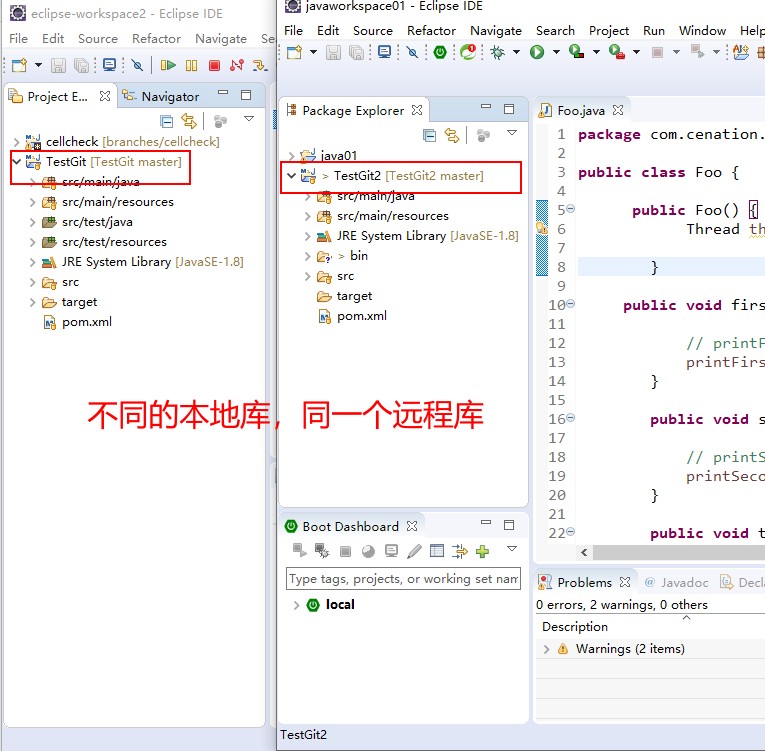 eclipse-workspace2 - Eclipse IDE
File Edit Source Refactor Navigate Se
Project E...
Navigator
cellcheck [branches/cellcheck]
TestGit [TestGit master]
src/main/java
src/main/resources
src/test/java
src/test/resources
JRE System Library [JavaSE-1.8]
src
target
pom.xml
javaworkspace01 - Eclipse IDE
File Edit Source Refactor Navigate Search Project Run Window Help
Package Explorer
java01
> TestGit2 [TestGit2 master]
src/main/java
src/main/resources
JRE System Library [JavaSE-1.8]
> bin
src
target
pom.xml
不同的本地库，同一个远程库
Boot Dashboard
Type tags, projects, or working set nam
local
Foo.java
1 package com.cenation.
2
3 public class Foo {
4
5 public Foo() {
6 Thread th
7
8 }
9
10 public void firs
11
12 // printF
13 printFirs
14 }
15
16 public void s
17
18 // printS
19 printSeco
20 }
21
22 public void t
Problems
@ Javadoc
Decla
0 errors, 2 warnings, 0 others
Description
Warnings (2 items)
TestGit2